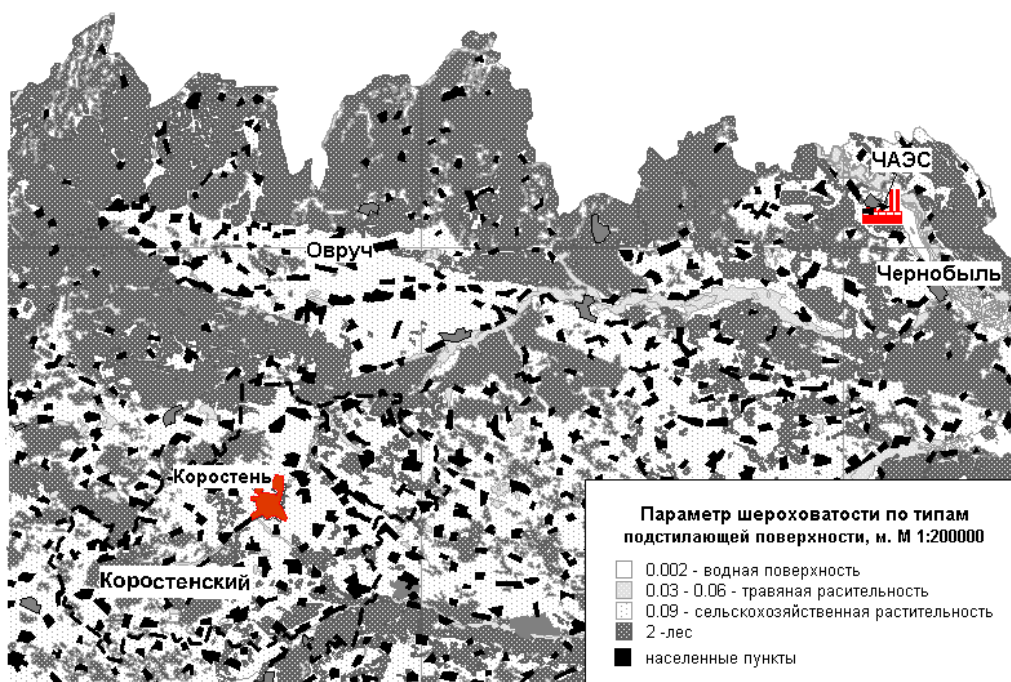 ЧАЭС
Овруч
Чернобыль
Коростень
Коростенский
Параметр шероховатости по типам
подстилающей поверхности, м. М 1:200000
0.002 - водная поверхность
0.03 - 0.06 - травяная расительность
0.09 - сельскохозяйственная растительность
2 -лес
населенные пункты